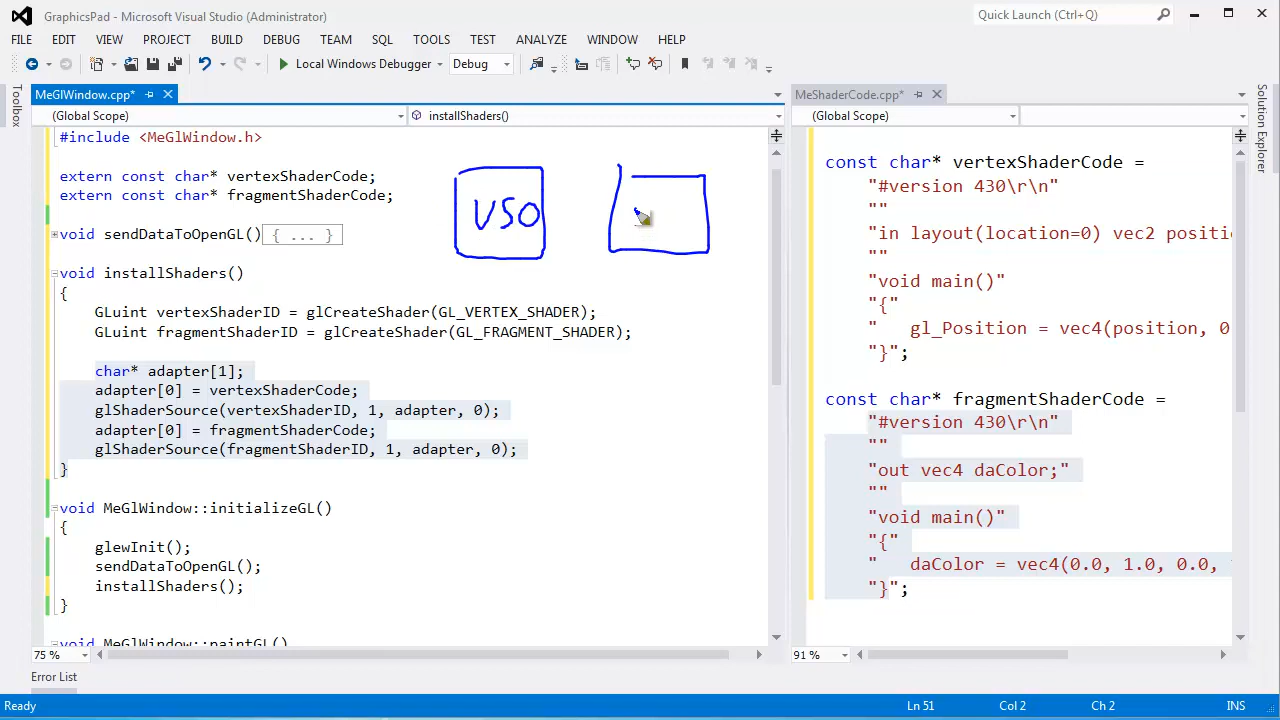 GraphicsPad - Microsoft Visual Studio (Administrator)
Quick Launch (Ctrl+Q)
FILE EDIT VIEW PROJECT BUILD DEBUG TEAM SQL TOOLS TEST ANALYZE WINDOW HELP
Local Windows Debugger Debug
Toolbox
MeGlWindow.cpp*
(Global Scope) installShaders()
#include <MeGlWindow.h>
extern const char* vertexShaderCode;
extern const char* fragmentShaderCode;
void sendDataToOpenGL(){ ... }
void installShaders()
{
GLuint vertexShaderID = glCreateShader(GL_VERTEX_SHADER);
GLuint fragmentShaderID = glCreateShader(GL_FRAGMENT_SHADER);
char* adapter[1];
adapter[0] = vertexShaderCode;
glShaderSource(vertexShaderID, 1, adapter, 0);
adapter[0] = fragmentShaderCode;
glShaderSource(fragmentShaderID, 1, adapter, 0);
}
void MeGlWindow::initializeGL()
{
glewInit();
sendDataToOpenGL();
installShaders();
}
void MeGlWindow::paintGL()
75 %
VSO
MeShaderCode.cpp*
(Global Scope)
const char* vertexShaderCode =
"#version 430\r\n"
""
"in layout(location=0) vec2 positi
""
"void main()"
"{"
" gl_Position = vec4(position, 0
"}";
const char* fragmentShaderCode =
"#version 430\r\n"
""
"out vec4 daColor;"
""
"void main()"
"{"
" daColor = vec4(0.0, 1.0, 0.0,
"}";
91 %
Solution Explorer
Error List
Ready Ln 51 Col 2 Ch 2 INS